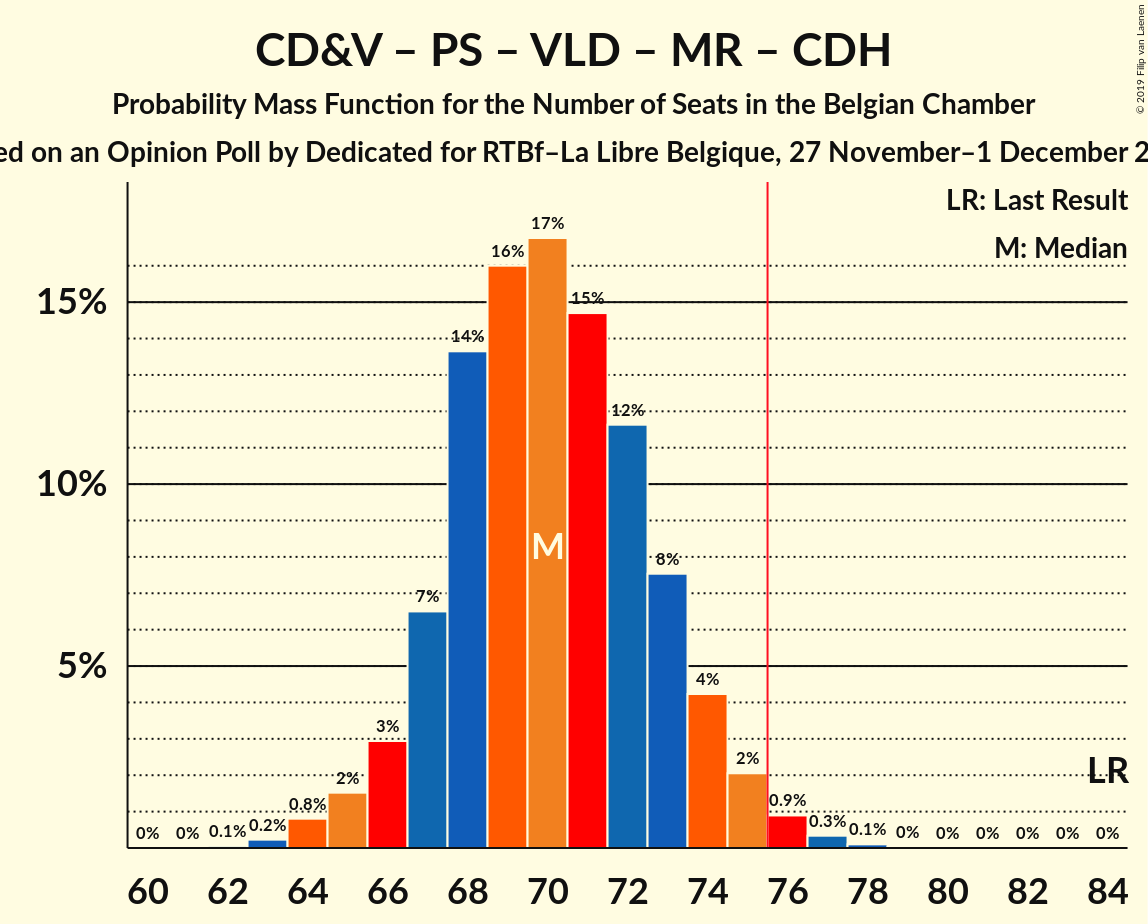 CD&V – PS – VLD – MR – CDH
Probability Mass Function for the Number of Seats in the Belgian Chamber
on an Opinion Poll by Dedicated for RTBf–La Libre Belgique, 27 November–1 December
© 2019 Filip van Laenen
LR: Last Result
M: Median
17%
16%
15%
15%
14%
12%
10%
M
8%
7%
5%
4%
3%
2%
2%
LR
0.8%
0.9%
0% 0% 0.1% 0.2% 0.3% 0.1% 0% 0% 0% 0% 0% 0%
60 62 64 66 68 70 72 74 76 78 80 82 84